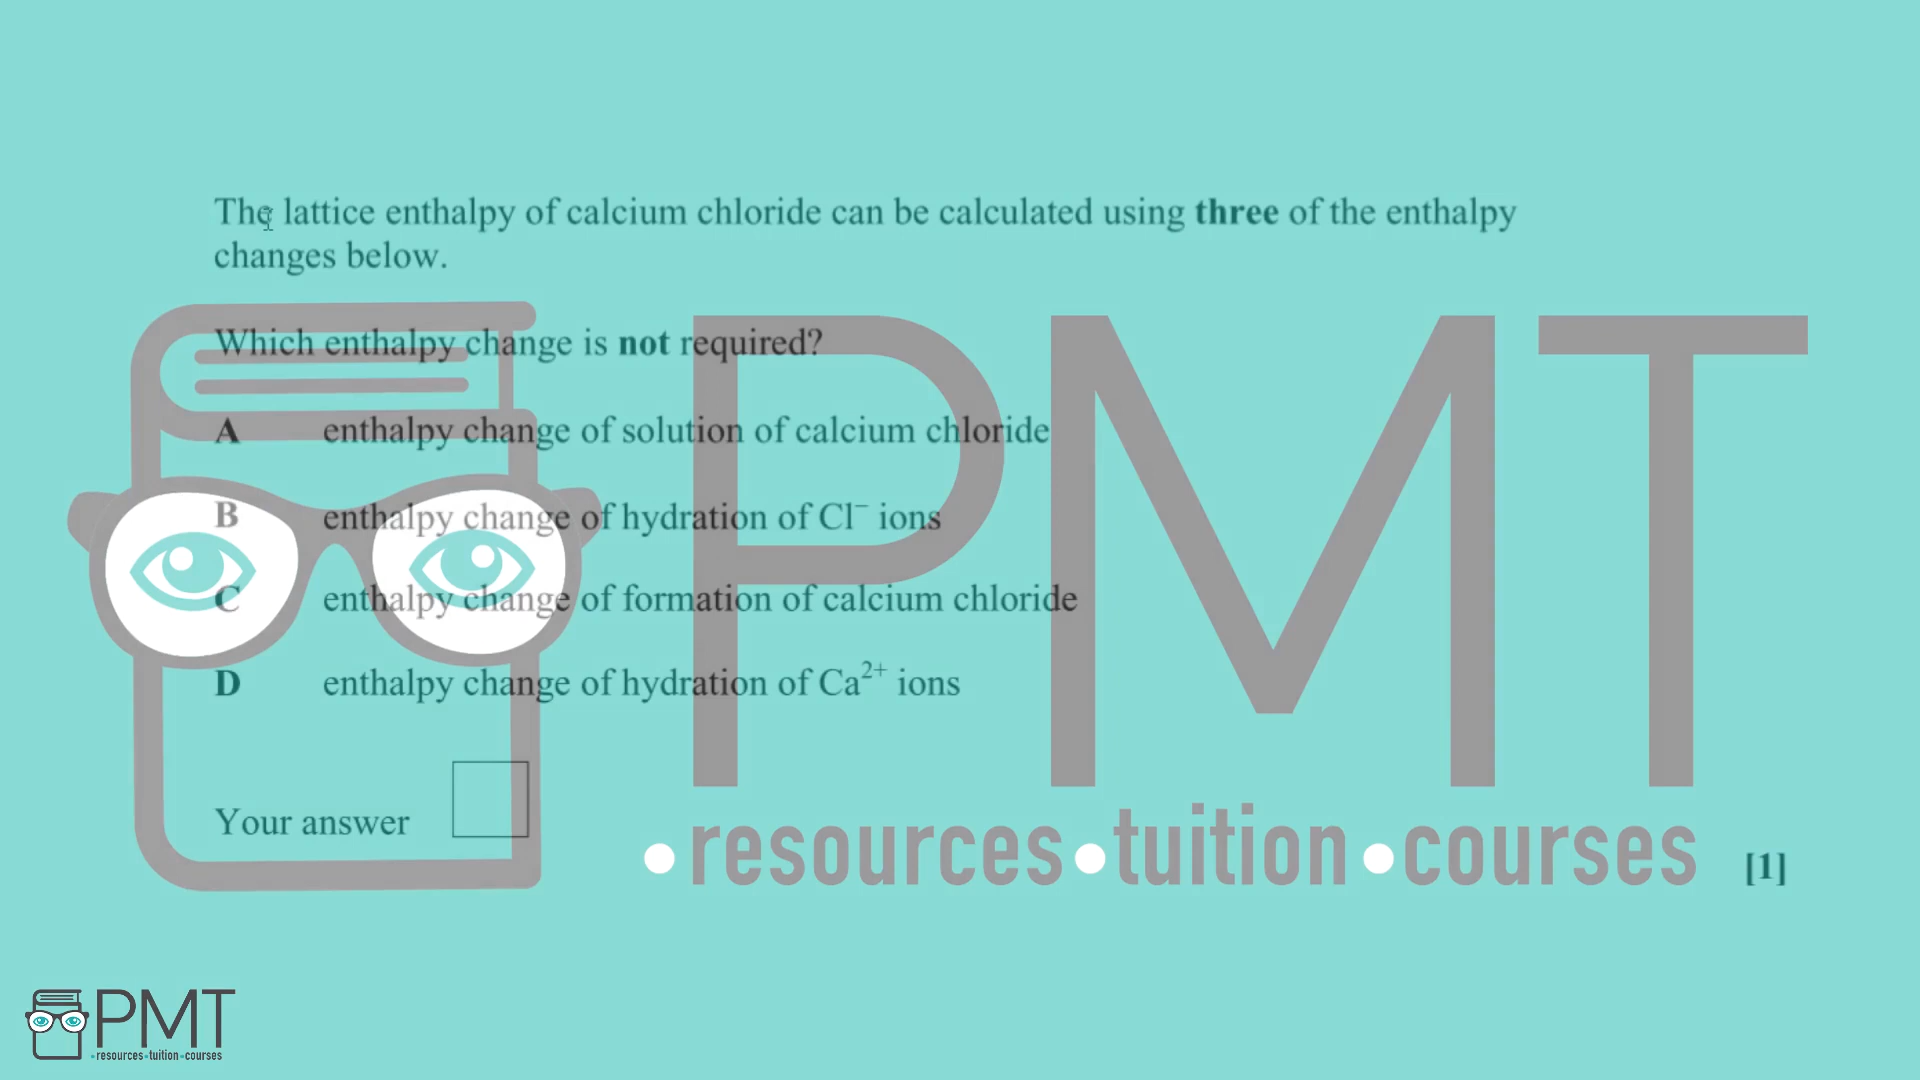 The lattice enthalpy of calcium chloride can be calculated using three of the enthalpy
changes below.
Which enthalpy change is not required?
A enthalpy change of solution of calcium chloride
B enthalpy change of hydration of Cl⁻ ions
C enthalpy change of formation of calcium chloride
D enthalpy change of hydration of Ca²⁺ ions
Your answer
[1]
PMT
•resources•tuition•courses
PMT
•resources•tuition•courses